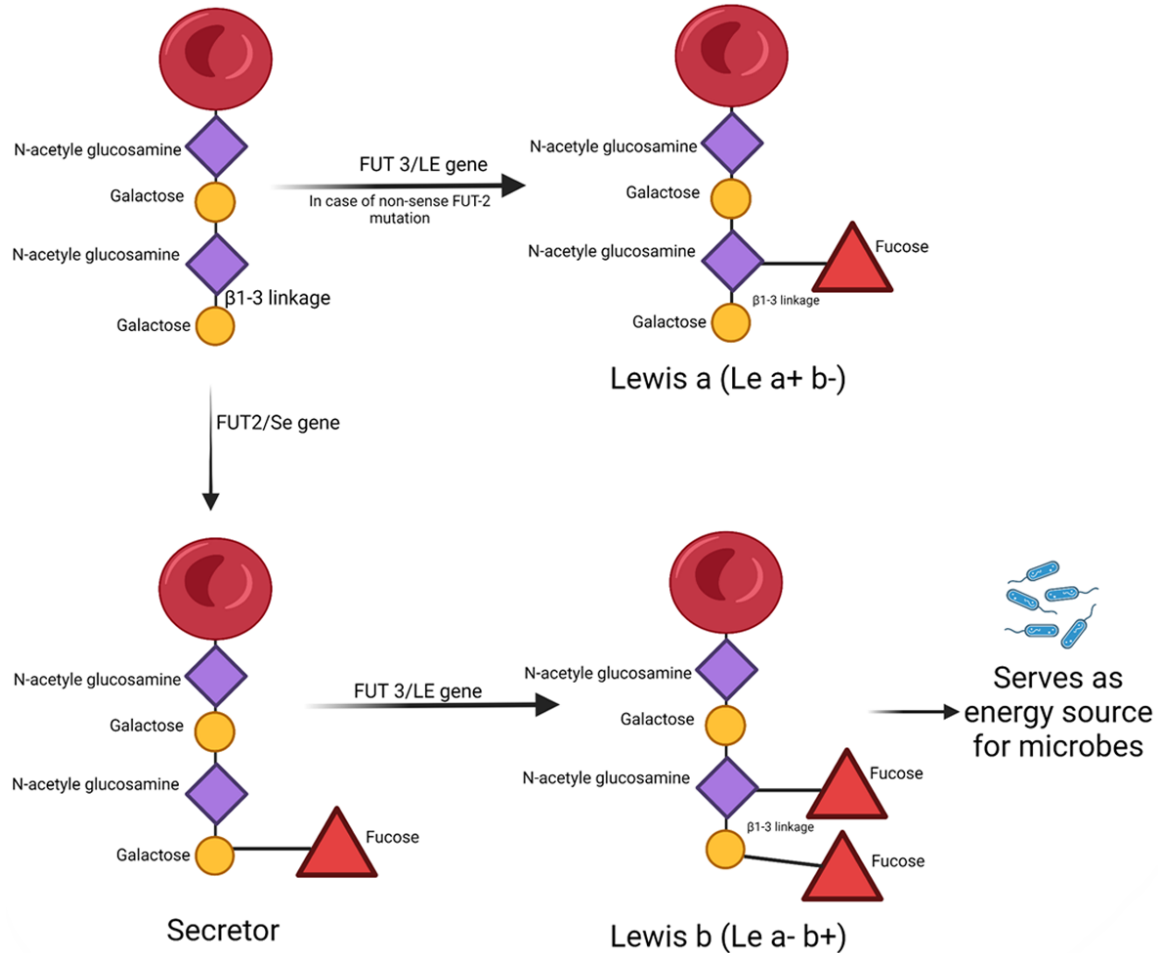 N-acetyle glucosamine
Galactose
N-acetyle glucosamine
β1-3 linkage
Galactose
FUT 3/LE gene
In case of non-sense FUT-2
mutation
N-acetyle glucosamine
Galactose
N-acetyle glucosamine
Fucose
β1-3 linkage
Galactose
Lewis a (Le a+ b-)
FUT2/Se gene
N-acetyle glucosamine
Galactose
N-acetyle glucosamine
Galactose
Fucose
Secretor
FUT 3/LE gene
N-acetyle glucosamine
Galactose
N-acetyle glucosamine
Fucose
β1-3 linkage
Fucose
Lewis b (Le a- b+)
Serves as
energy source
for microbes